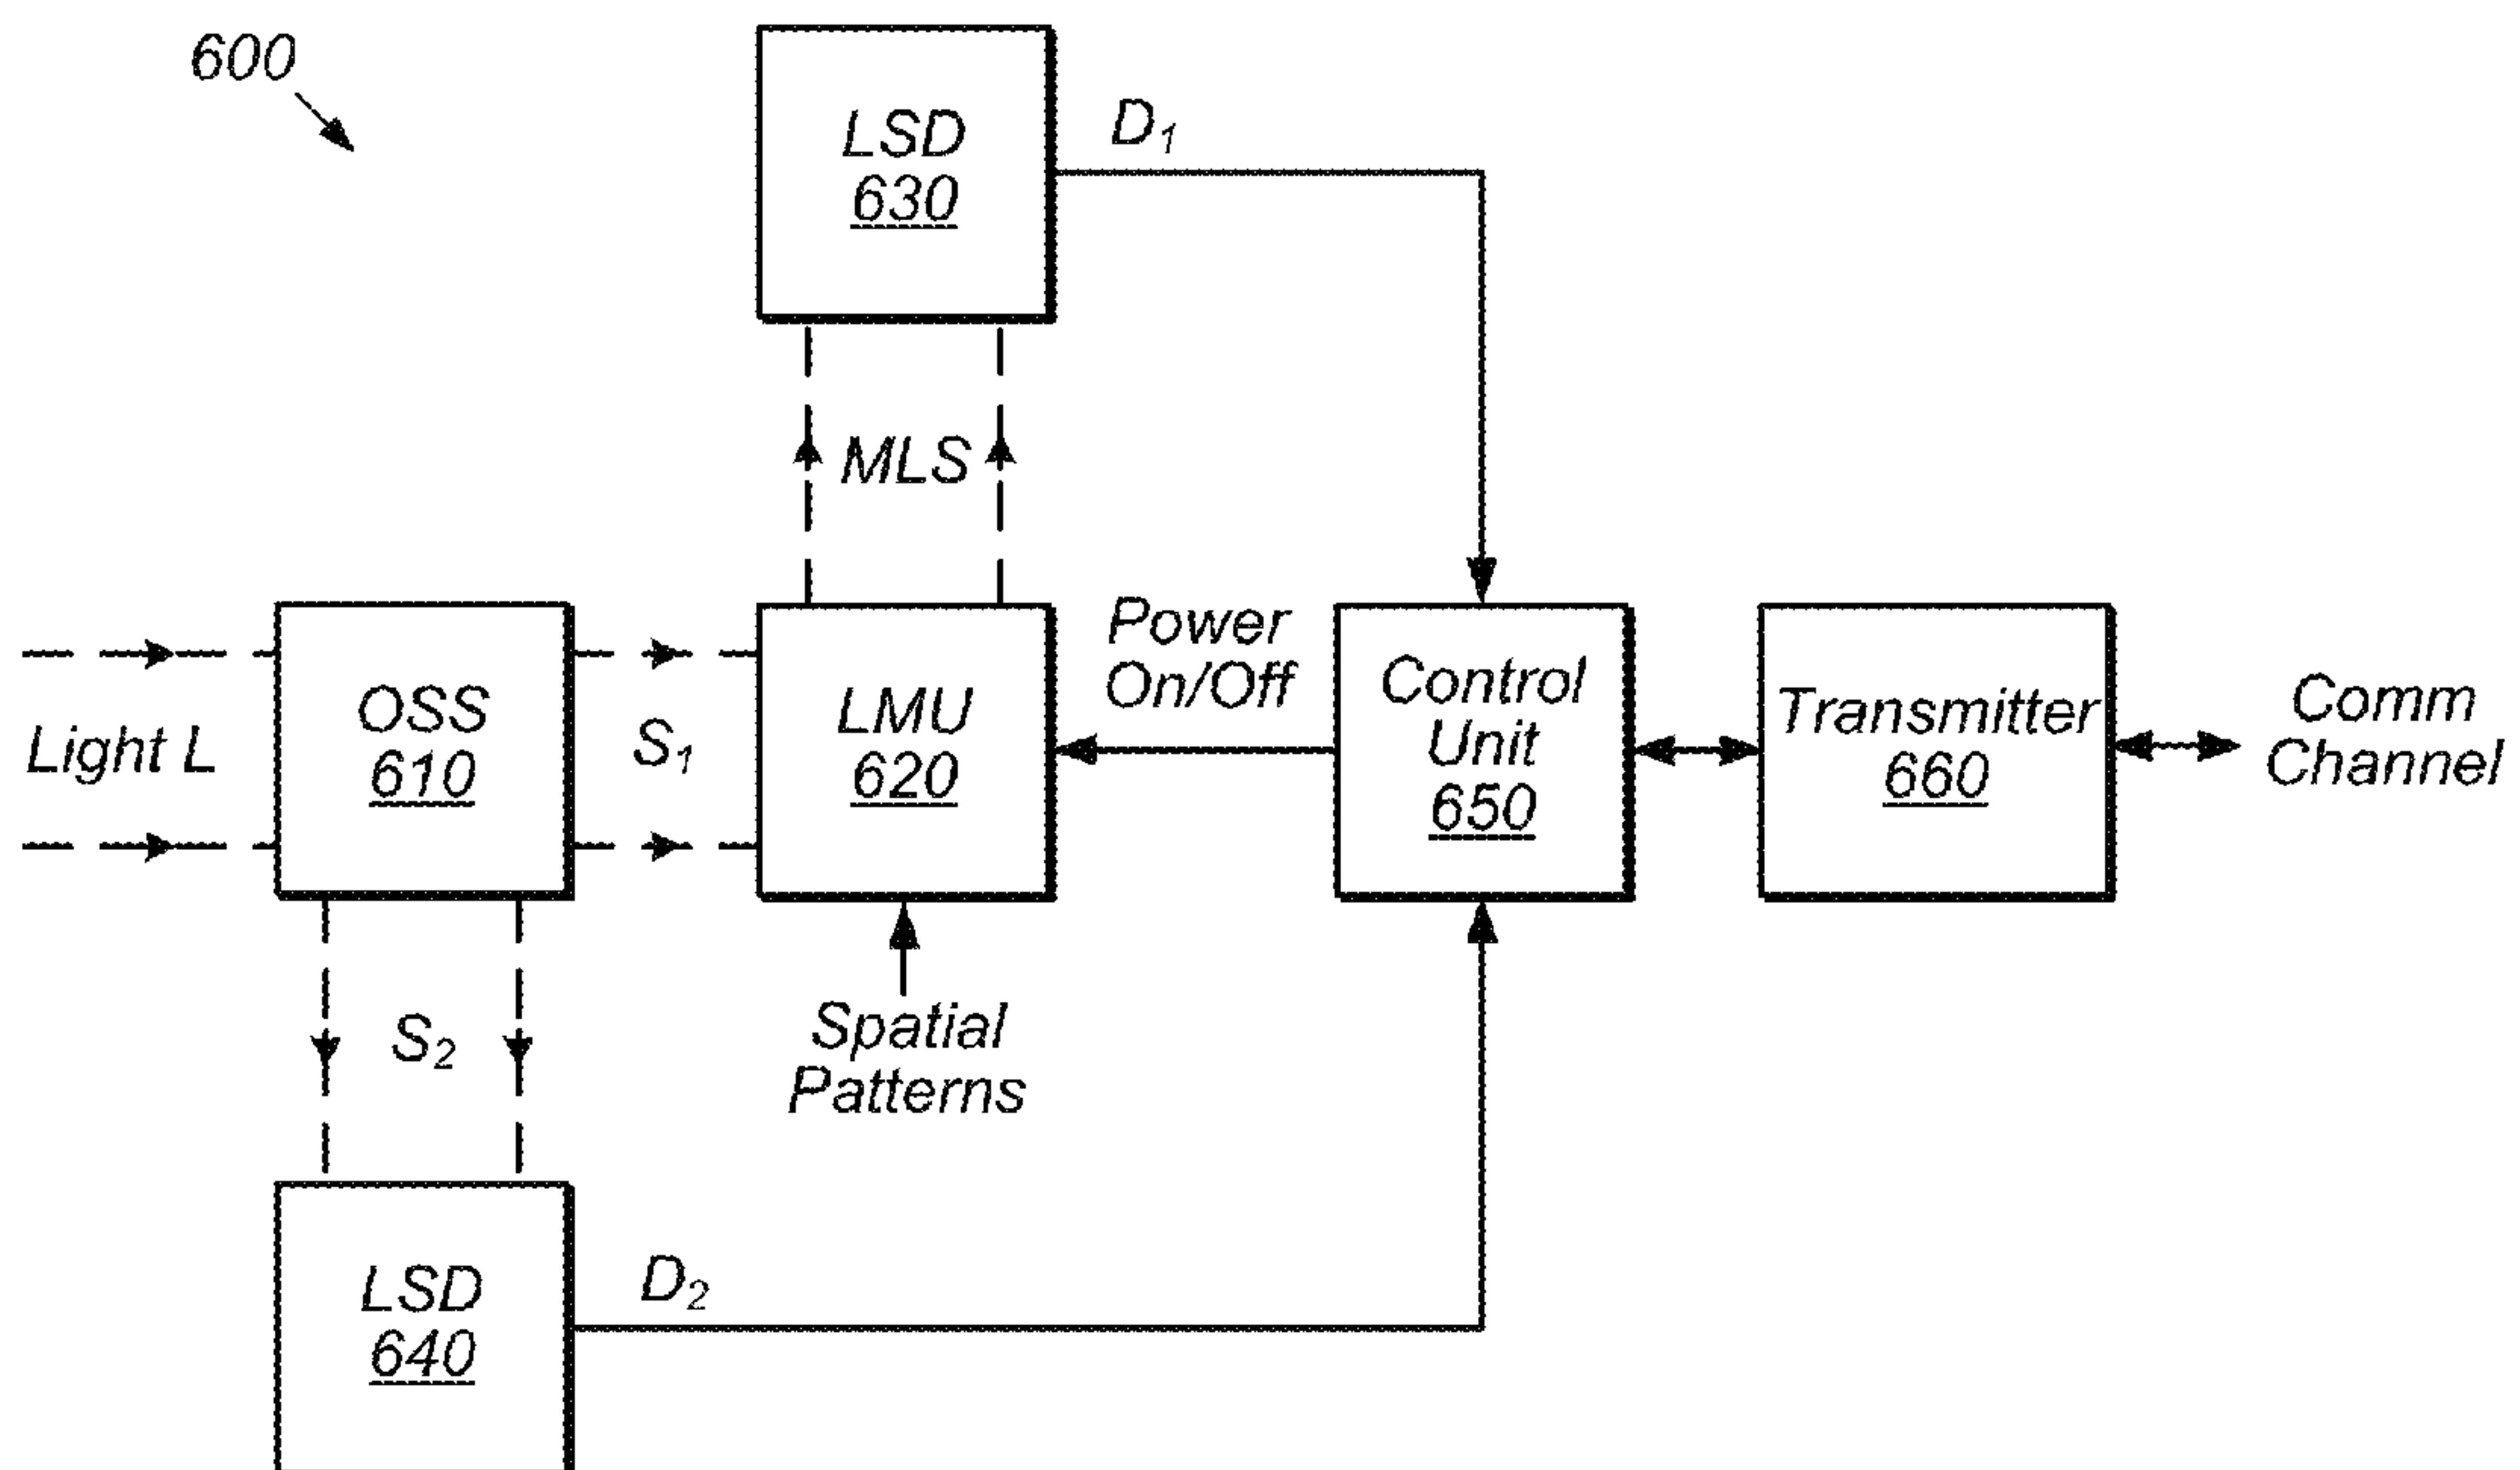 600
LSD
630
D₁
MLS
Light L
OSS
610
S₁
LMU
620
Power
On/Off
Control
Unit
650
Transmitter
660
Comm
Channel
S₂
Spatial
Patterns
LSD
640
D₂